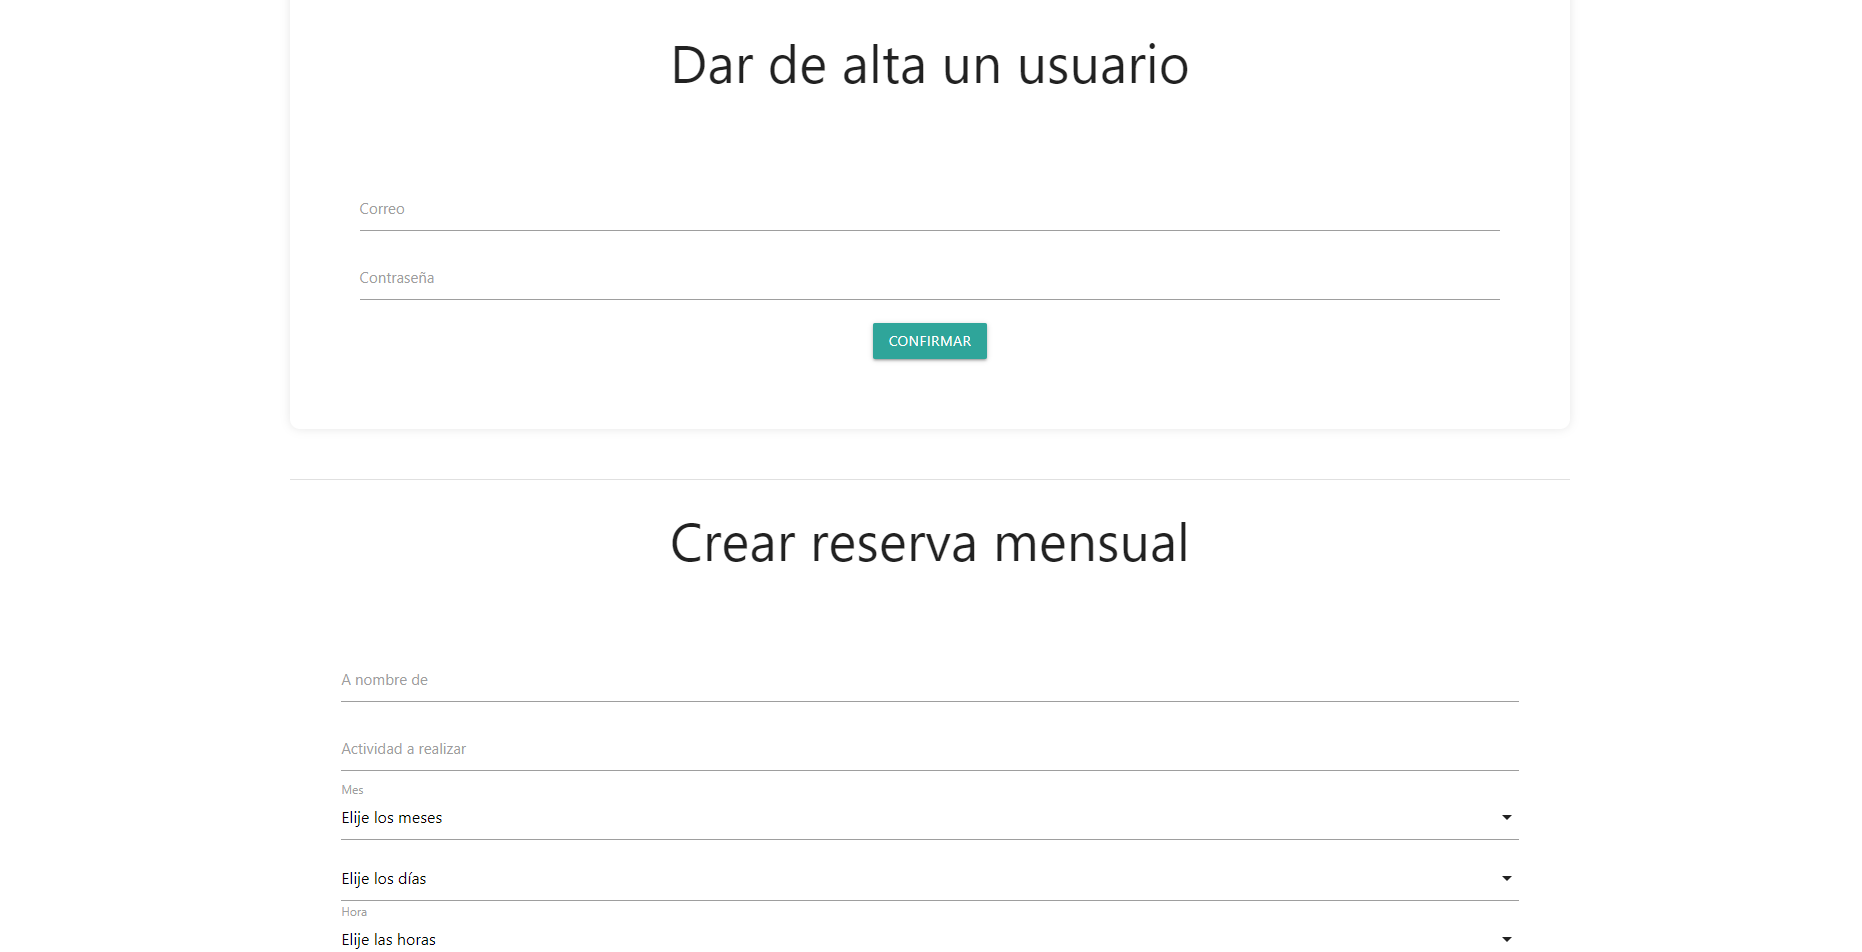 Dar de alta un usuario
Correo
Contraseña
CONFIRMAR
Crear reserva mensual
A nombre de
Actividad a realizar
Mes
Elije los meses
Elije los días
Hora
Elije las horas